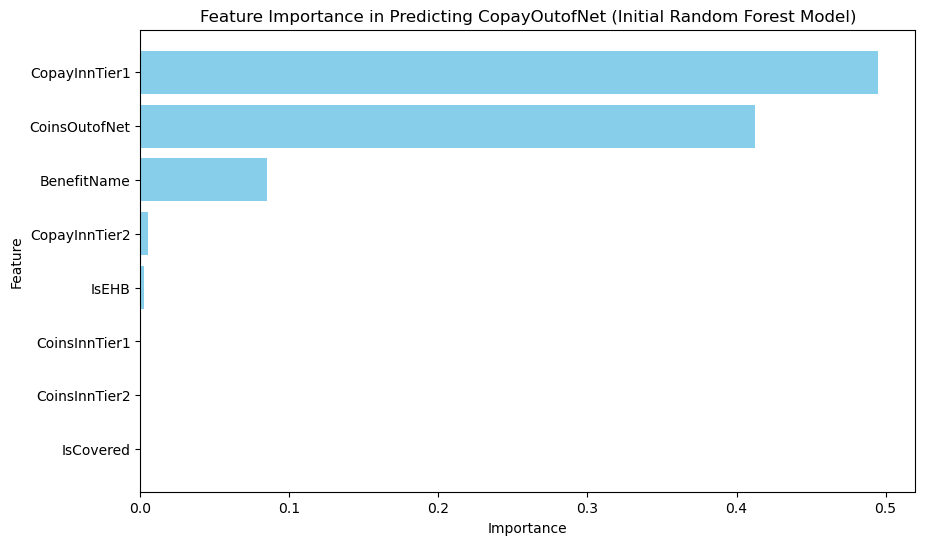 Feature Importance in Predicting CopayOutofNet (Initial Random Forest Model)
CopayInnTier1
CoinsOutofNet
BenefitName
CopayInnTier2
IsEHB
CoinsInnTier1
CoinsInnTier2
IsCovered
Feature
0.0 0.1 0.2 0.3 0.4 0.5
Importance